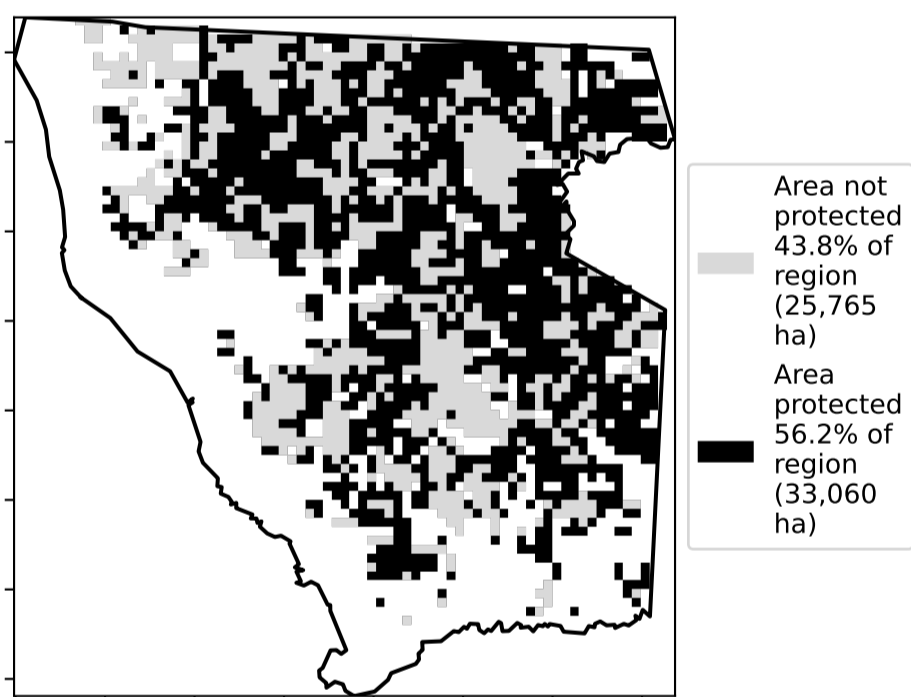 Area not
protected
43.8% of
region
(25,765
ha)
Area
protected
56.2% of
region
(33,060
ha)